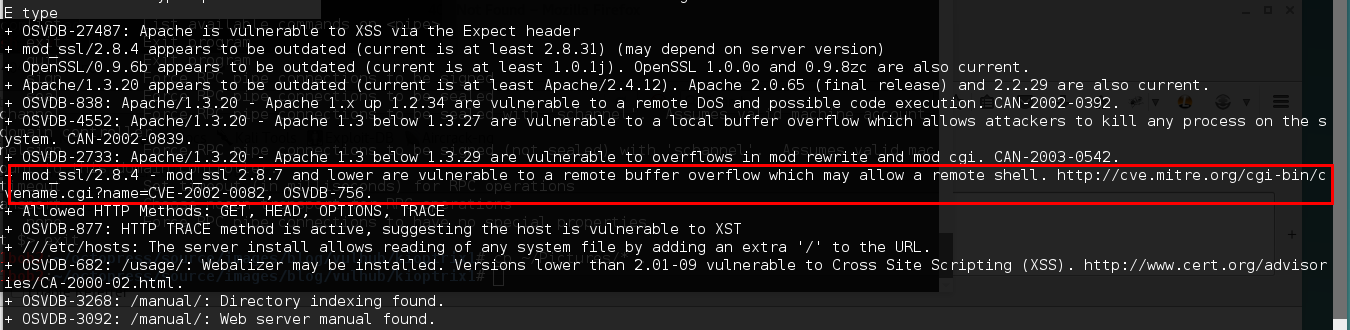 E type
+ OSVDB-27487: Apache is vulnerable to XSS via the Expect header
+ mod_ssl/2.8.4 appears to be outdated (current is at least 2.8.31) (may depend on server version)
+ OpenSSL/0.9.6b appears to be outdated (current is at least 1.0.1j). OpenSSL 1.0.0o and 0.9.8zc are also current.
+ Apache/1.3.20 appears to be outdated (current is at least Apache/2.4.12). Apache 2.0.65 (final release) and 2.2.29 are also current.
+ OSVDB-838: Apache/1.3.20 - Apache 1.x up 1.2.34 are vulnerable to a remote DoS and possible code execution. CAN-2002-0392.
+ OSVDB-4552: Apache/1.3.20 - Apache 1.3 below 1.3.27 are vulnerable to a local buffer overflow which allows attackers to kill any process on the s
ystem. CAN-2002-0839.
+ OSVDB-2733: Apache/1.3.20 - Apache 1.3 below 1.3.29 are vulnerable to overflows in mod_rewrite and mod_cgi. CAN-2003-0542.
+ mod_ssl/2.8.4 - mod_ssl 2.8.7 and lower are vulnerable to a remote buffer overflow which may allow a remote shell. http://cve.mitre.org/cgi-bin/c
vename.cgi?name=CVE-2002-0082, OSVDB-756.
+ Allowed HTTP Methods: GET, HEAD, OPTIONS, TRACE
+ OSVDB-877: HTTP TRACE method is active, suggesting the host is vulnerable to XST
+ ///etc/hosts: The server install allows reading of any system file by adding an extra '/' to the URL.
+ OSVDB-682: /usage/: Webalizer may be installed. Versions lower than 2.01-09 vulnerable to Cross Site Scripting (XSS). http://www.cert.org/advisor
ies/CA-2000-02.html.
+ OSVDB-3268: /manual/: Directory indexing found.
+ OSVDB-3092: /manual/: Web server manual found.